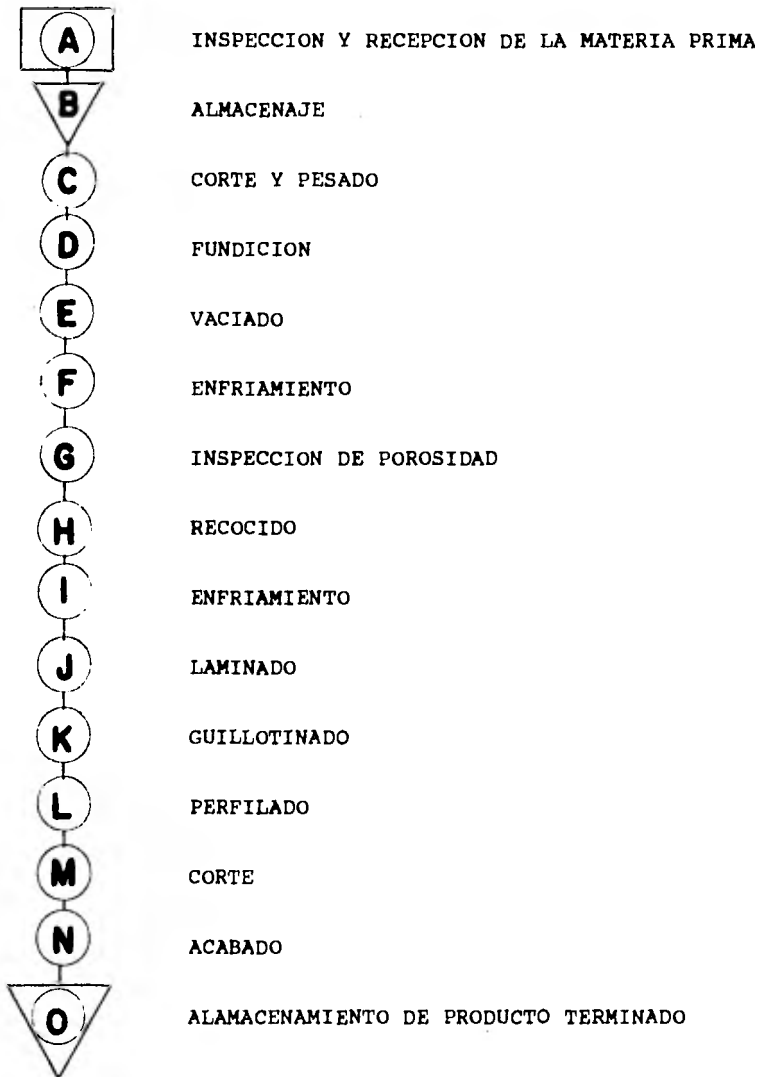 A INSPECCION Y RECEPCION DE LA MATERIA PRIMA
B ALMACENAJE
C CORTE Y PESADO
D FUNDICION
E VACIADO
F ENFRIAMIENTO
G INSPECCION DE POROSIDAD
H RECOCIDO
I ENFRIAMIENTO
J LAMINADO
K GUILLOTINADO
L PERFILADO
M CORTE
N ACABADO
O ALAMACENAMIENTO DE PRODUCTO TERMINADO